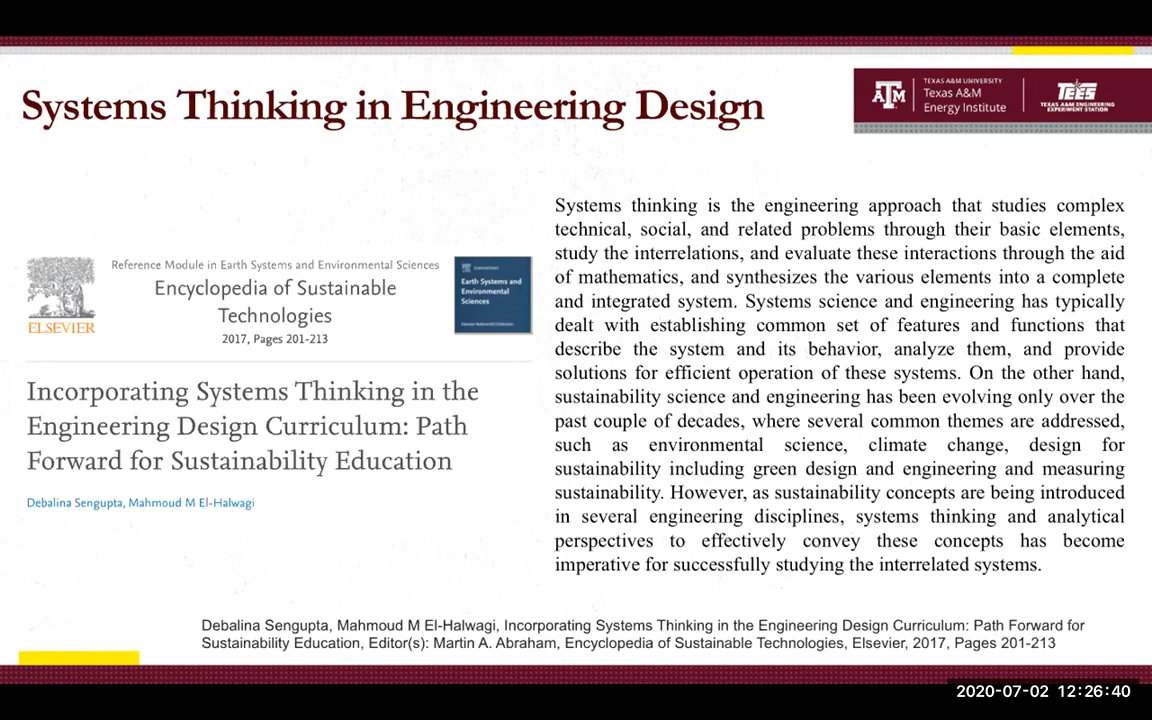 Systems Thinking in Engineering Design
TEXAS A&M UNIVERSITY
Texas A&M
Energy Institute
TEES
TEXAS A&M ENGINEERING
EXPERIMENT STATION
ELSEVIER
Reference Module in Earth Systems and Environmental Sciences
Encyclopedia of Sustainable
Technologies
2017, Pages 201-213
Earth Systems and
Environmental
Sciences
Incorporating Systems Thinking in the
Engineering Design Curriculum: Path
Forward for Sustainability Education
Debalina Sengupta, Mahmoud M El-Halwagi
Systems thinking is the engineering approach that studies complex
technical, social, and related problems through their basic elements,
study the interrelations, and evaluate these interactions through the aid
of mathematics, and synthesizes the various elements into a complete
and integrated system. Systems science and engineering has typically
dealt with establishing common set of features and functions that
describe the system and its behavior, analyze them, and provide
solutions for efficient operation of these systems. On the other hand,
sustainability science and engineering has been evolving only over the
past couple of decades, where several common themes are addressed,
such as environmental science, climate change, design for
sustainability including green design and engineering and measuring
sustainability. However, as sustainability concepts are being introduced
in several engineering disciplines, systems thinking and analytical
perspectives to effectively convey these concepts has become
imperative for successfully studying the interrelated systems.
Debalina Sengupta, Mahmoud M El-Halwagi, Incorporating Systems Thinking in the Engineering Design Curriculum: Path Forward for
Sustainability Education, Editor(s): Martin A. Abraham, Encyclopedia of Sustainable Technologies, Elsevier, 2017, Pages 201-213
2020-07-02 12:26:40